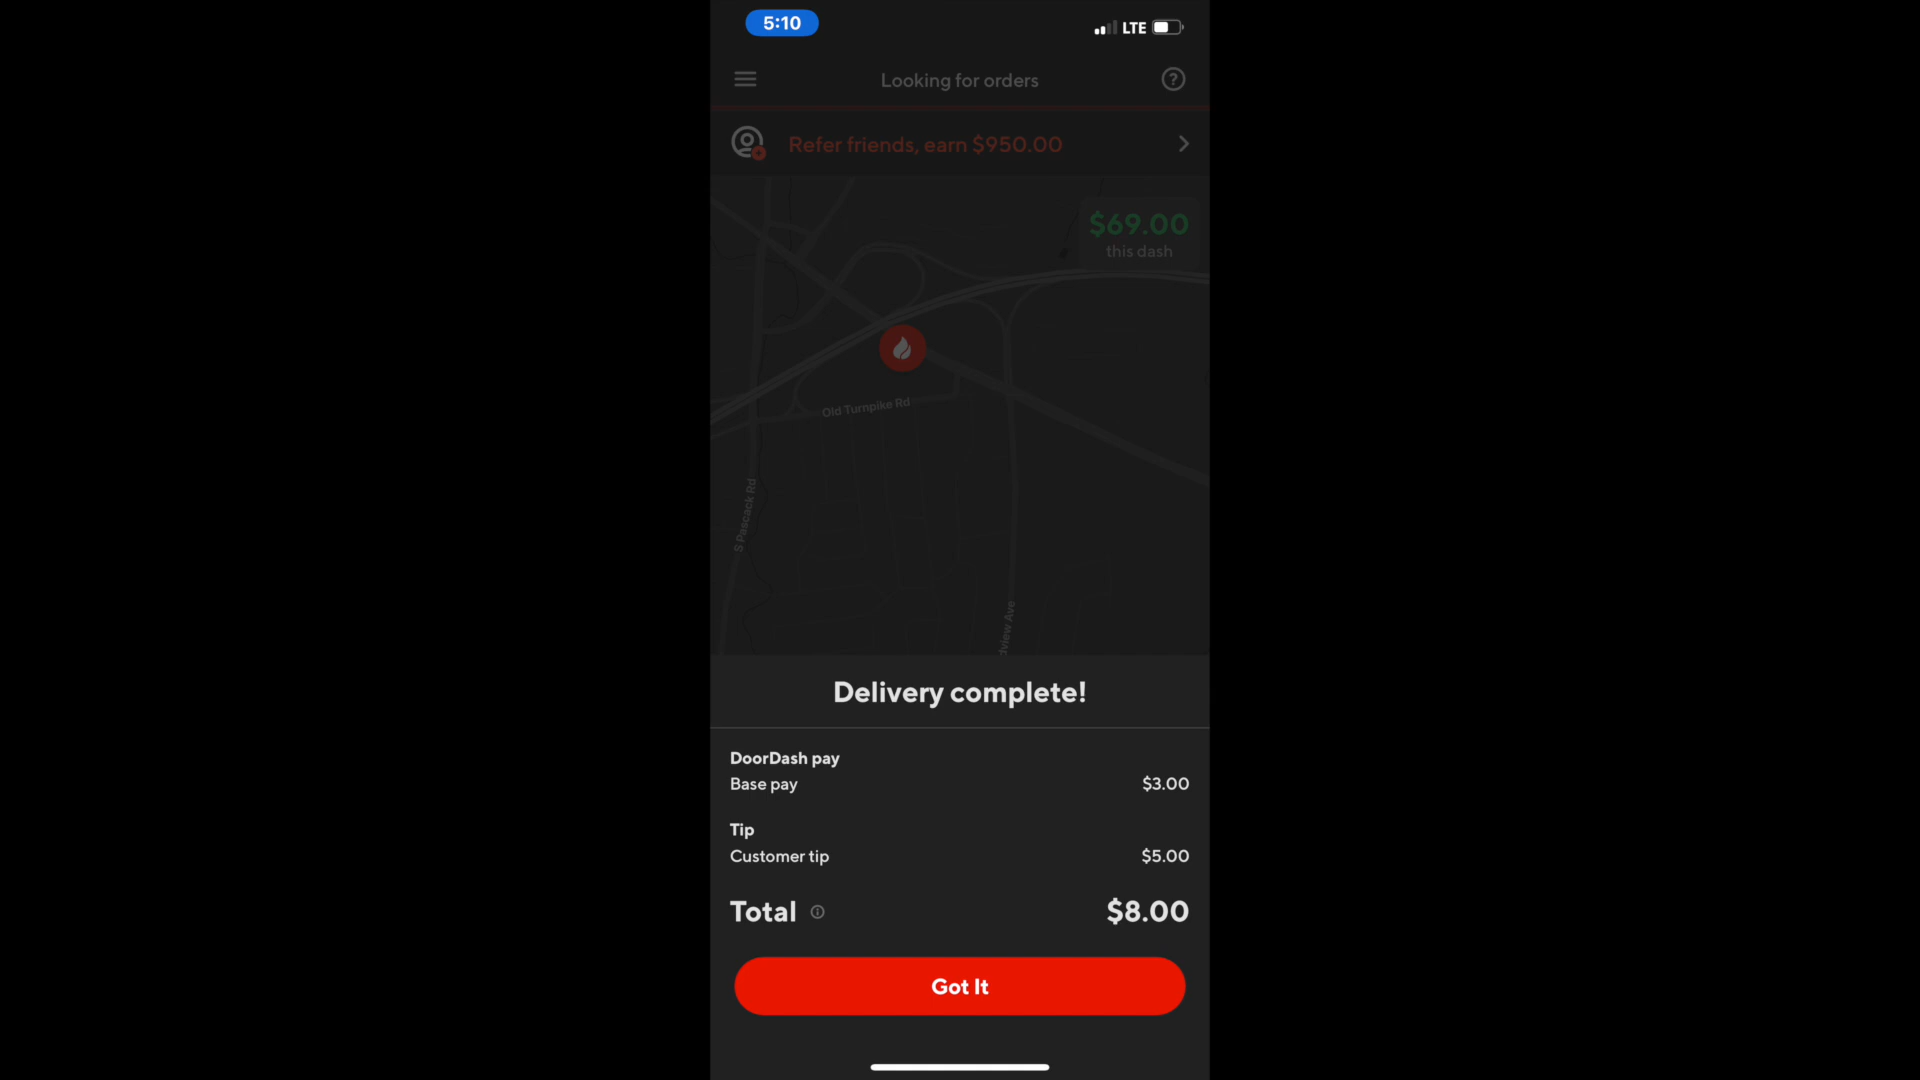 5:10
LTE
Looking for orders
Refer friends, earn $950.00
$69.00
this dash
Old Turnpike Rd
S Pascack Rd
dview Ave
Delivery complete!
DoorDash pay
Base pay $3.00
Tip
Customer tip $5.00
Total $8.00
Got It